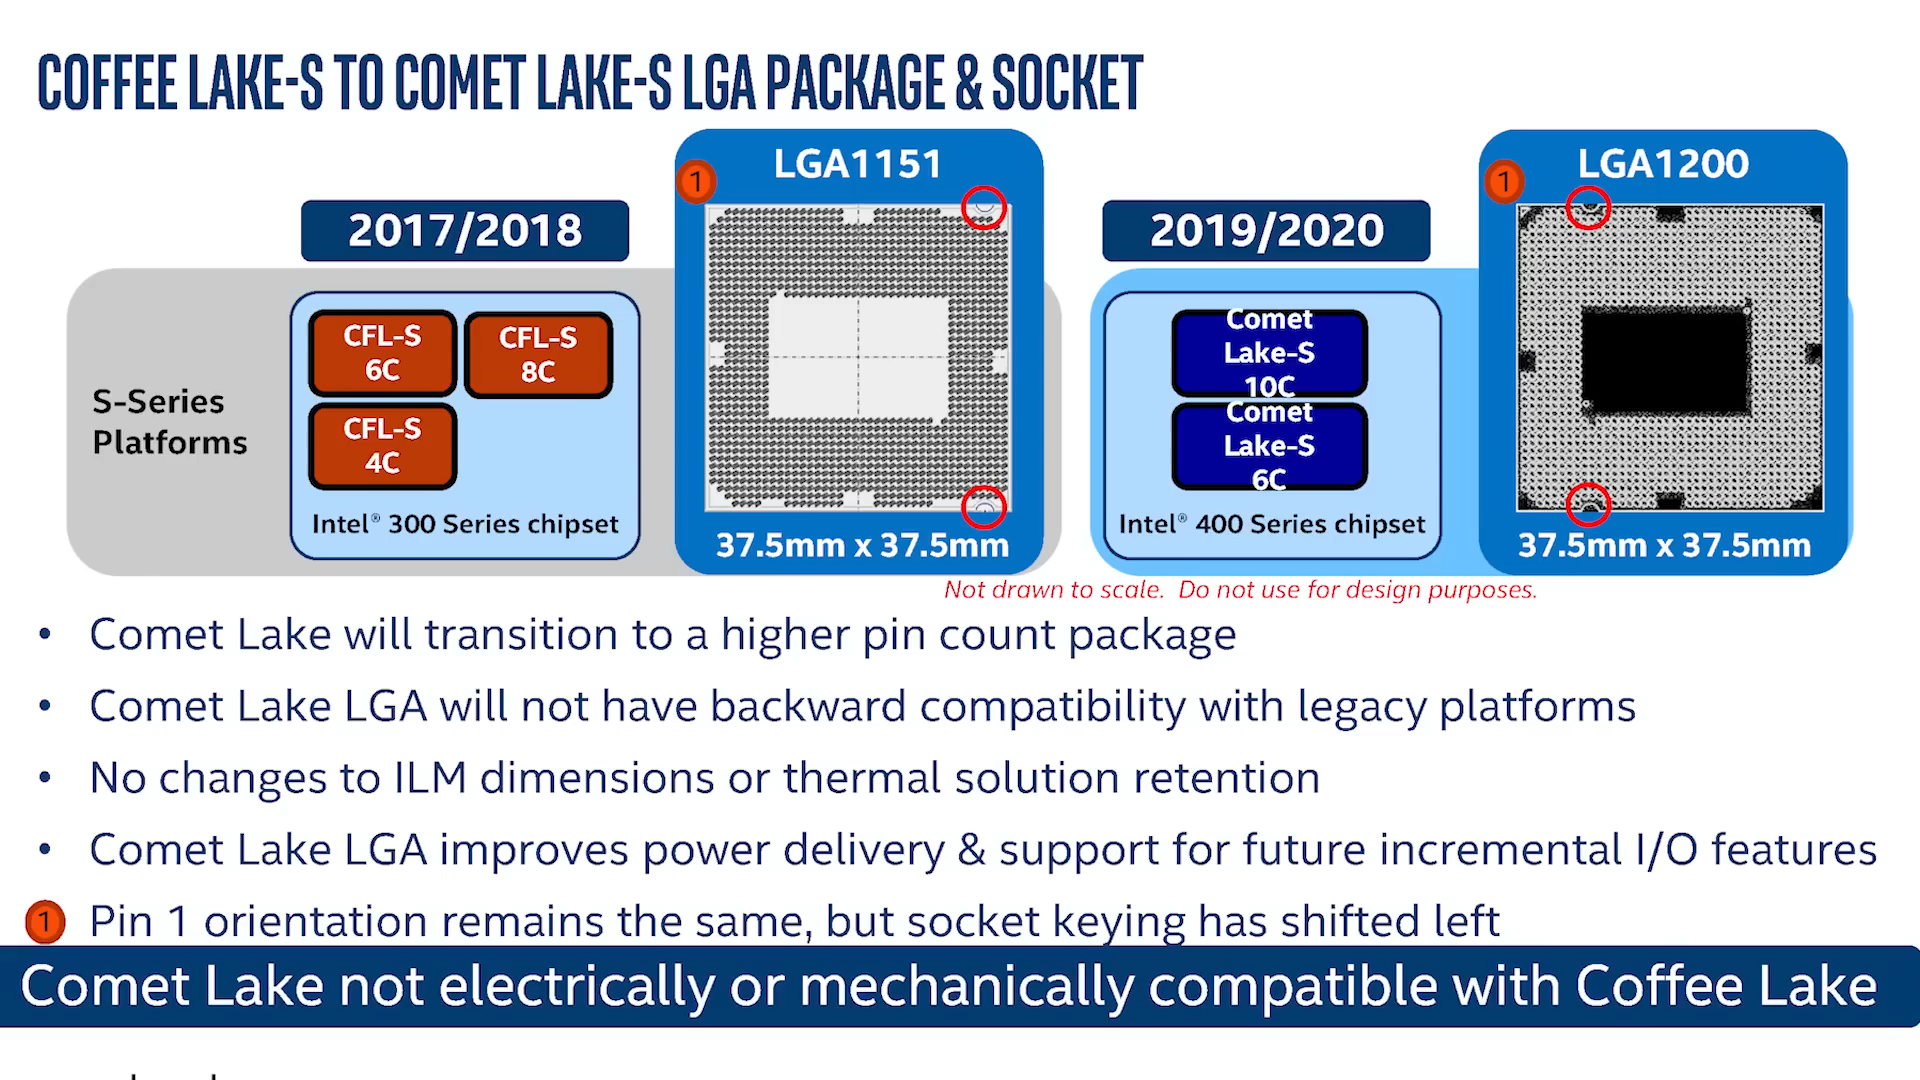 COFFEE LAKE-S TO COMET LAKE-S LGA PACKAGE & SOCKET
2017/2018
LGA1151
1
2019/2020
LGA1200
1
S-Series
Platforms
CFL-S
6C
CFL-S
8C
CFL-S
4C
Intel® 300 Series chipset
37.5mm x 37.5mm
Comet
Lake-S
10C
Comet
Lake-S
6C
Intel® 400 Series chipset
37.5mm x 37.5mm
Not drawn to scale. Do not use for design purposes.
• Comet Lake will transition to a higher pin count package
• Comet Lake LGA will not have backward compatibility with legacy platforms
• No changes to ILM dimensions or thermal solution retention
• Comet Lake LGA improves power delivery & support for future incremental I/O features
1 Pin 1 orientation remains the same, but socket keying has shifted left
Comet Lake not electrically or mechanically compatible with Coffee Lake